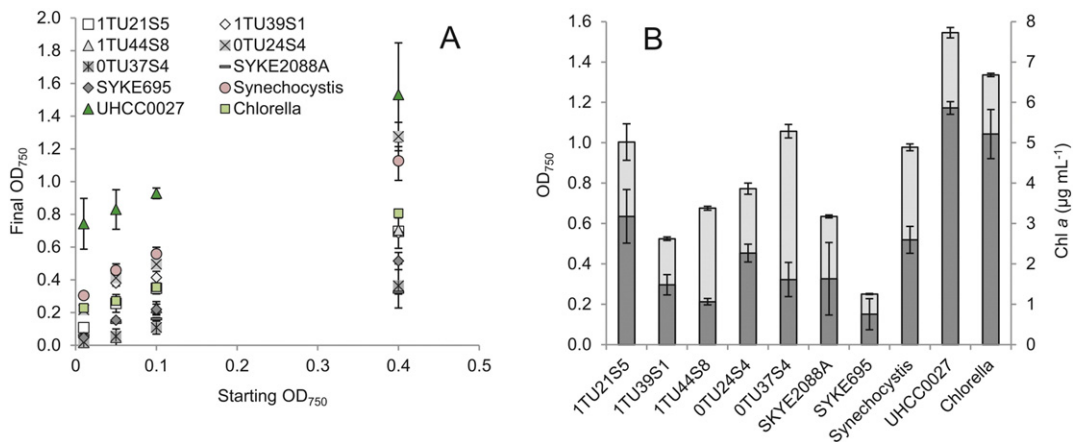 A
1TU21S5 1TU39S1
1TU44S8 0TU24S4
0TU37S4 SYKE2088A
SYKE695 Synechocystis
UHCC0027 Chlorella
Final OD750
2.0
1.8
1.6
1.4
1.2
1.0
0.8
0.6
0.4
0.2
0.0
0 0.1 0.2 0.3 0.4 0.5
Starting OD750
B
OD750
1.6
1.4
1.2
1.0
0.8
0.6
0.4
0.2
0.0
8
7
6
5
4
3
2
1
0
Chl a (µg mL⁻¹)
1TU21S5
1TU39S1
1TU44S8
0TU24S4
0TU37S4
SKYE2088A
SYKE695
Synechocystis
UHCC0027
Chlorella